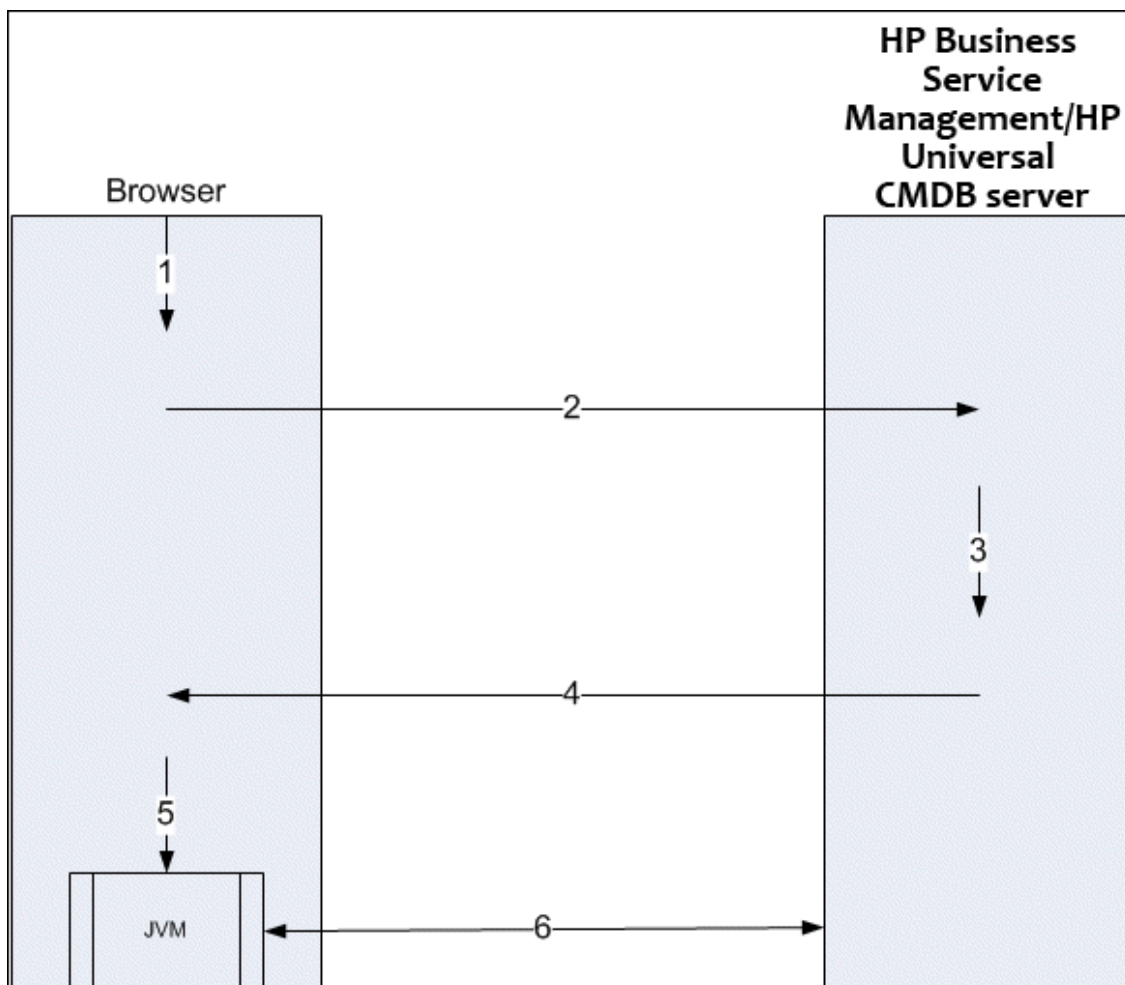 HP Business
Service
Management/HP
Universal
CMDB server
Browser
1
2
3
4
5
JVM
6